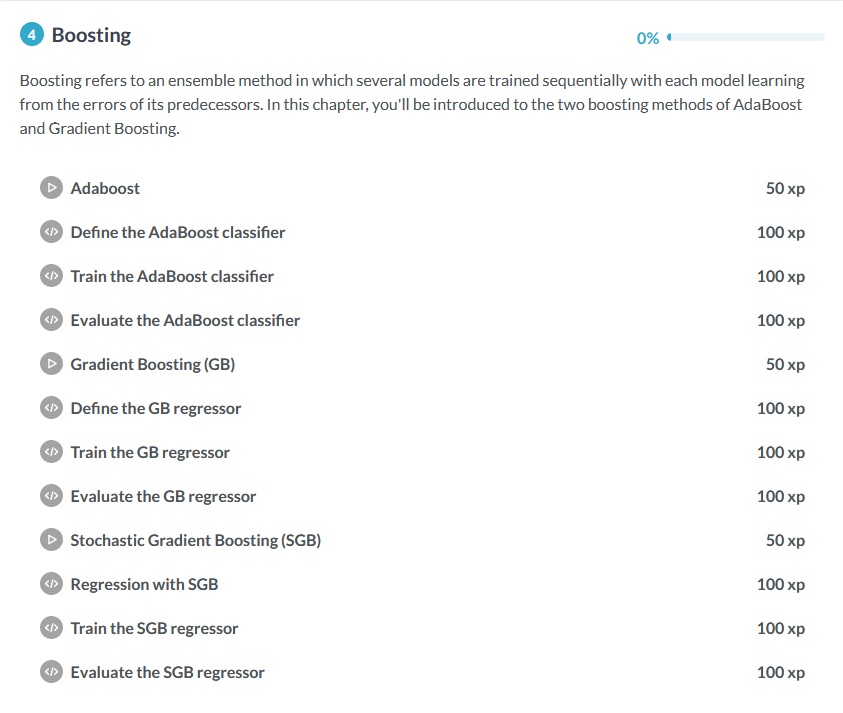 4 Boosting 0%
Boosting refers to an ensemble method in which several models are trained sequentially with each model learning
from the errors of its predecessors. In this chapter, you'll be introduced to the two boosting methods of AdaBoost
and Gradient Boosting.
Adaboost 50 xp
Define the AdaBoost classifier 100 xp
Train the AdaBoost classifier 100 xp
Evaluate the AdaBoost classifier 100 xp
Gradient Boosting (GB) 50 xp
Define the GB regressor 100 xp
Train the GB regressor 100 xp
Evaluate the GB regressor 100 xp
Stochastic Gradient Boosting (SGB) 50 xp
Regression with SGB 100 xp
Train the SGB regressor 100 xp
Evaluate the SGB regressor 100 xp